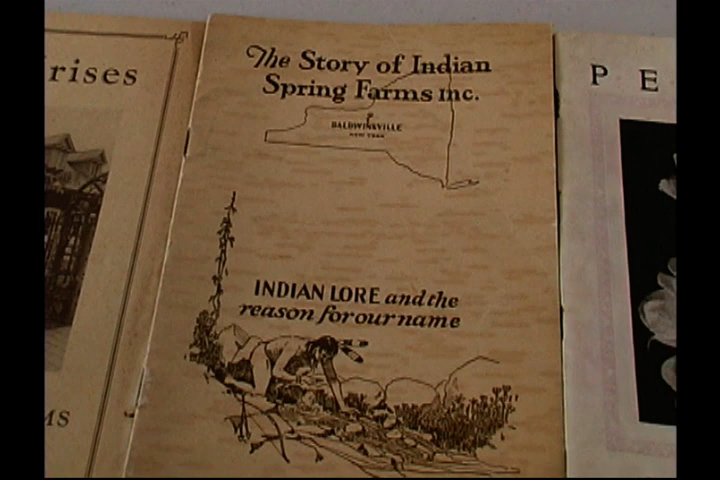 The Story of Indian
Spring Farms Inc.
BALDWINSVILLE
NEW YORK
INDIAN LORE and the
reason for our name
rises
MS
PE